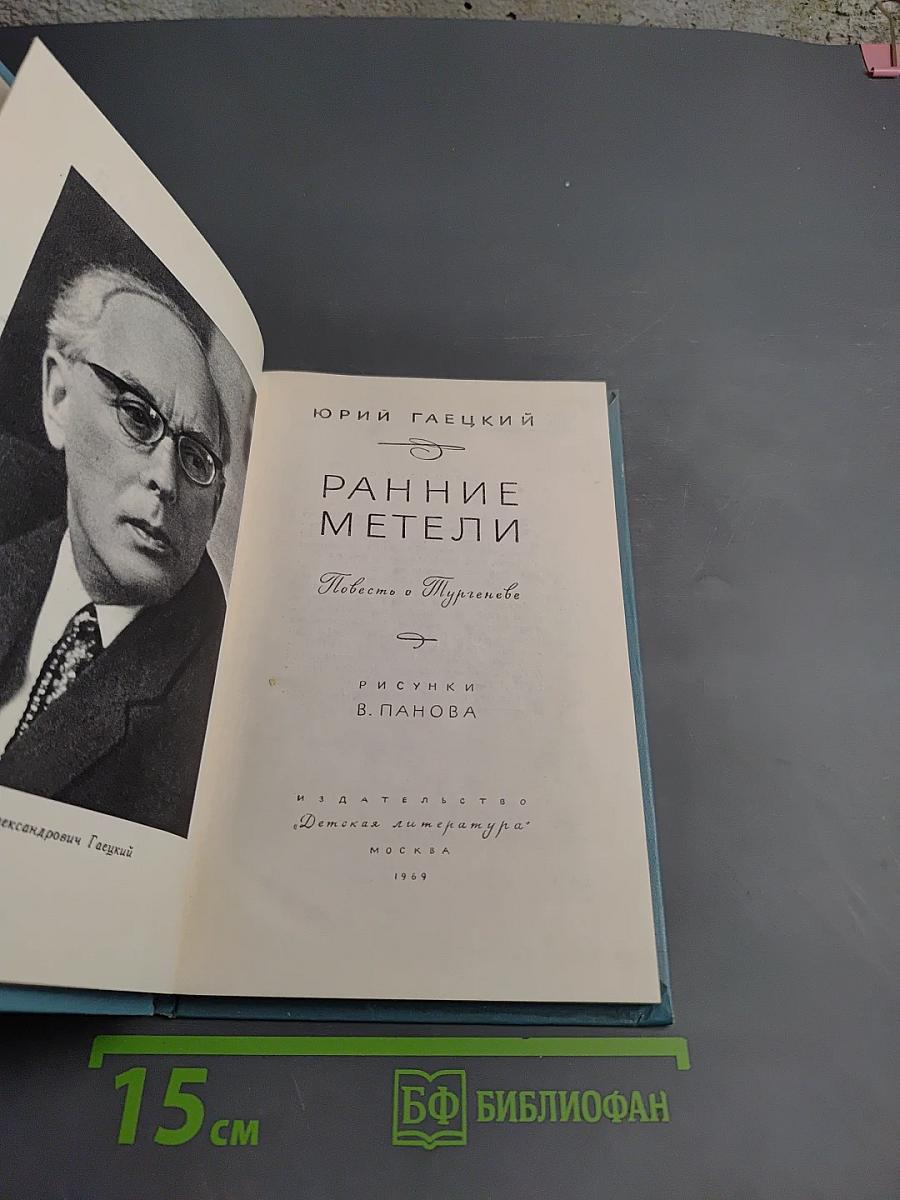 ЮРИЙ ГАЕЦКИЙ
РАННИЕ
МЕТЕЛИ
Повесть о Тургеневе
РИСУНКИ
В. ПАНОВА
ИЗДАТЕЛЬСТВО
„Детская литература“
МОСКВА
1969
ександрович Гаецкий
15 см
БФ БИБЛИОФАН